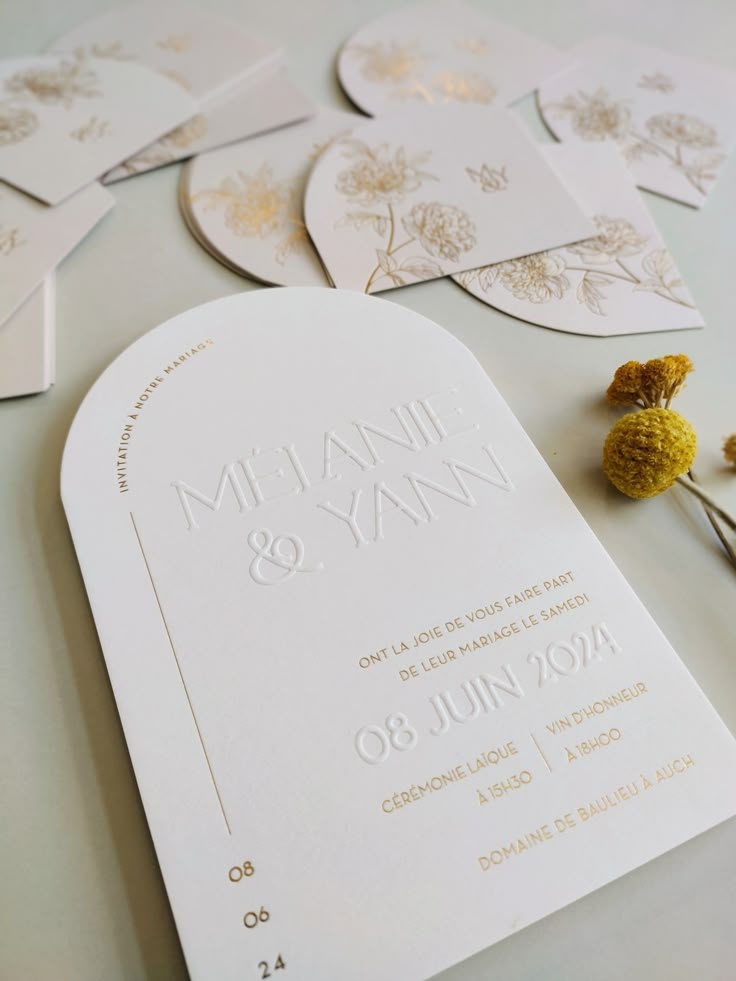 INVITATION À NOTRE MARIAGE
MÉLANIE
& YANN
ONT LA JOIE DE VOUS FAIRE PART
DE LEUR MARIAGE LE SAMEDI
08 JUIN 2024
CÉRÉMONIE LAÏQUE
À 15H30
VIN D'HONNEUR
À 18H00
DOMAINE DE BAULIEU À AUCH
08
06
24